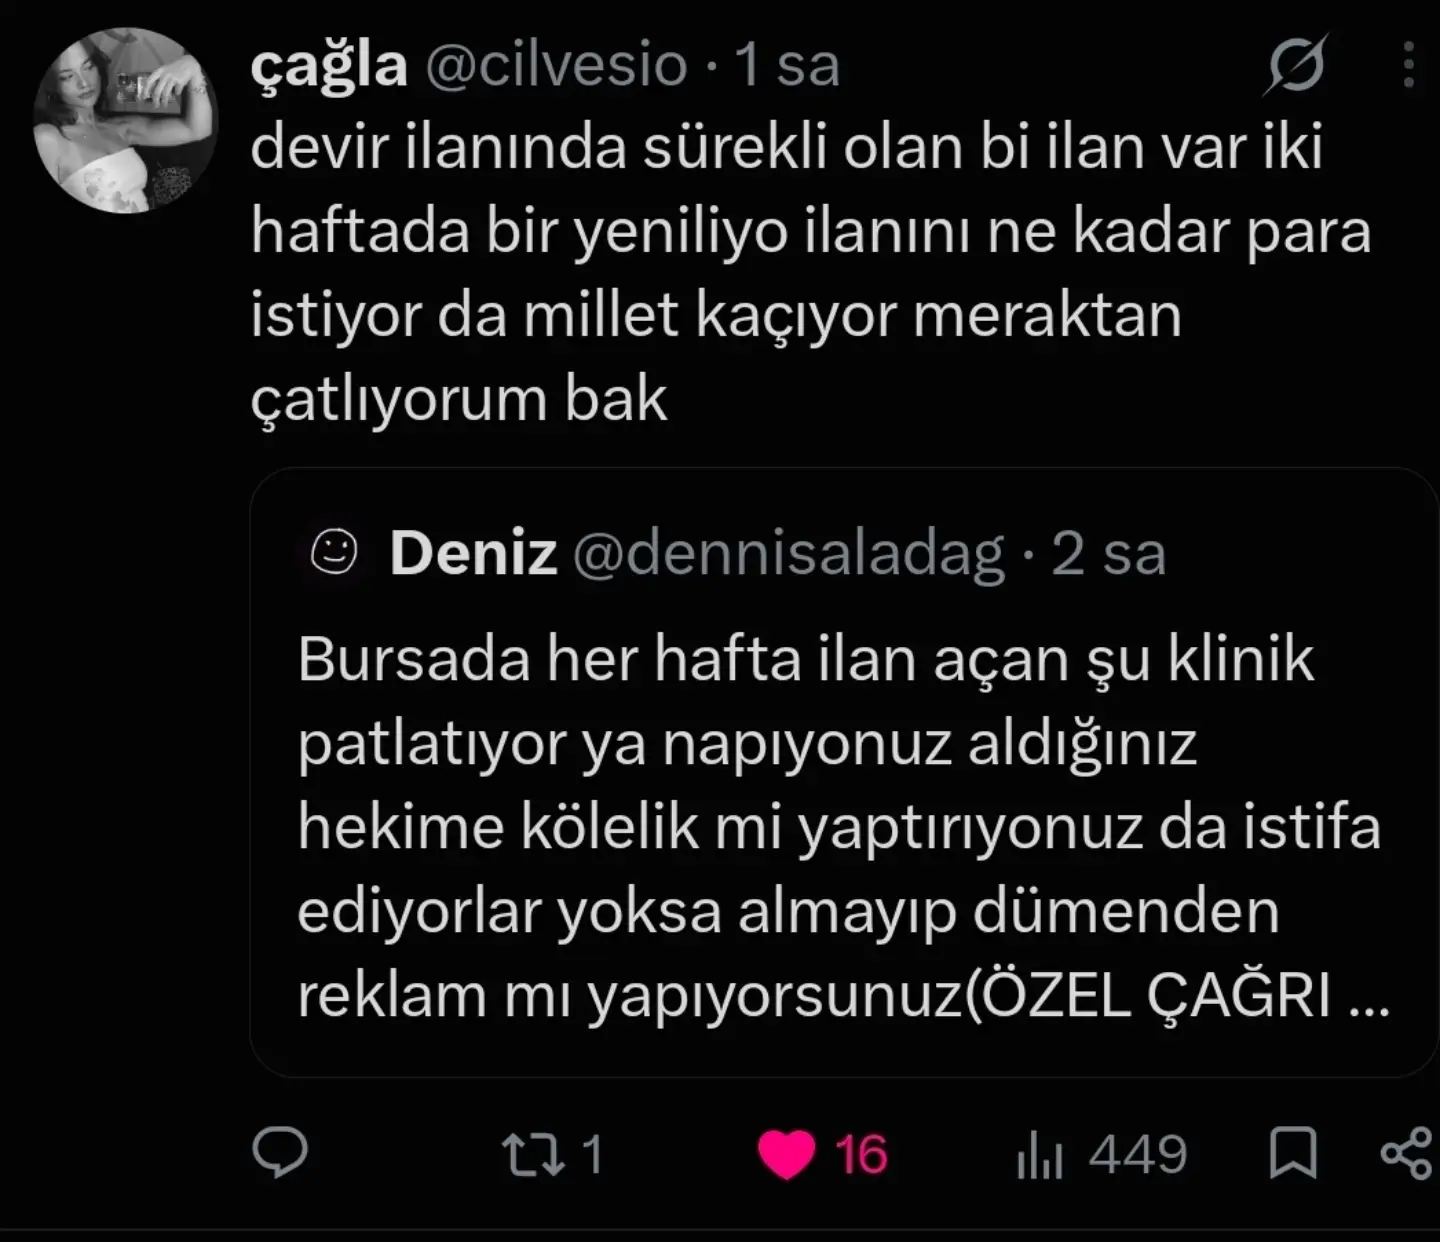 çağla @cilvesio · 1 sa
devir ilanında sürekli olan bi ilan var iki
haftada bir yeniliyo ilanını ne kadar para
istiyor da millet kaçıyor meraktan
çatlıyorum bak
Deniz @dennisaladag · 2 sa
Bursada her hafta ilan açan şu klinik
patlatıyor ya napıyonuz aldığınız
hekime kölelik mi yaptırıyonuz da istifa
ediyorlar yoksa almayıp dümenden
reklam mı yapıyorsunuz(ÖZEL ÇAĞRI ...
1 16 449